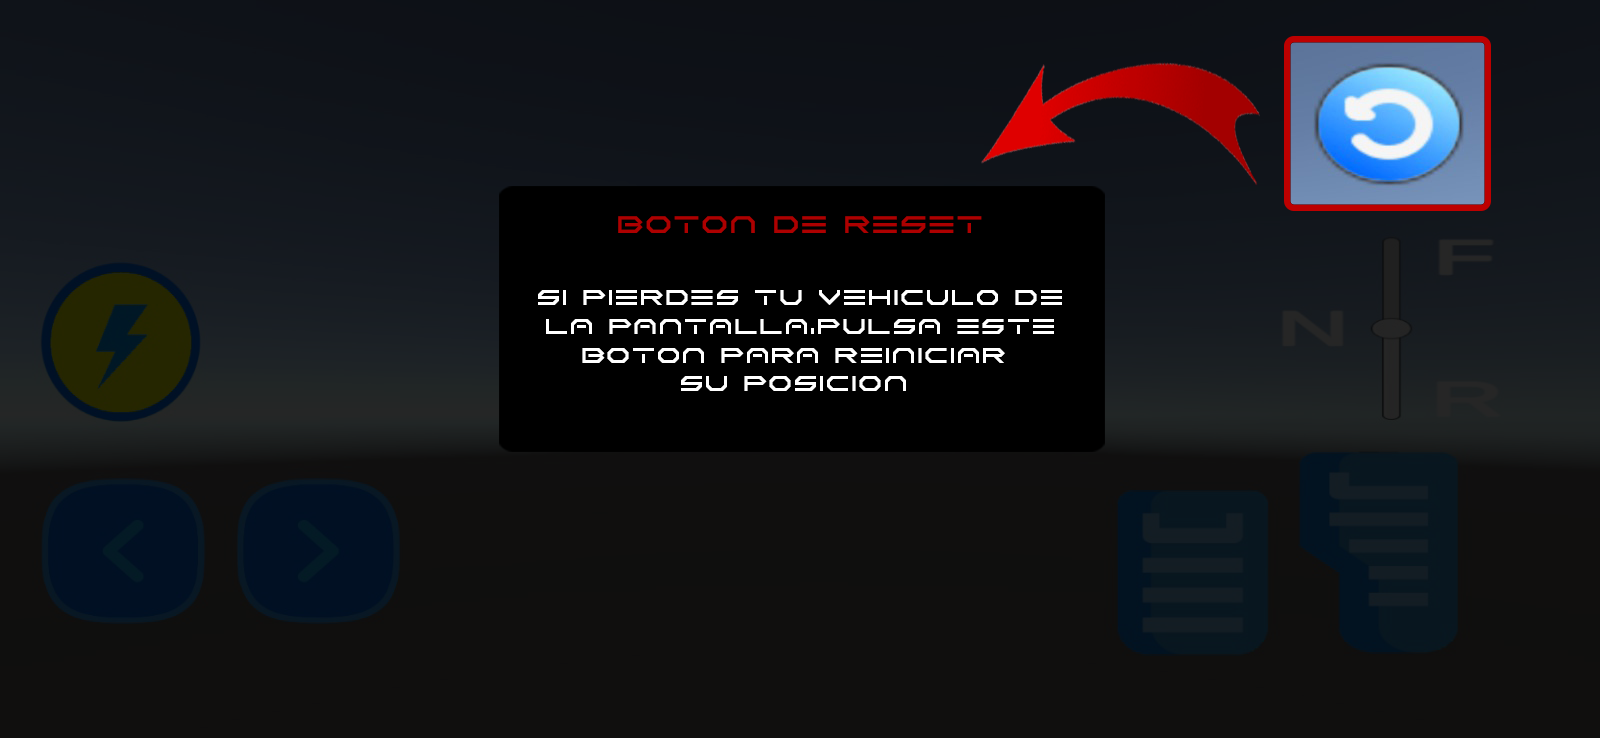 BOTON DE RESET
SI PIERDES TU VEHICULO DE
LA PANTALLA,PULSA ESTE
BOTON PARA REINICIAR
SU POSICION
F
N
R